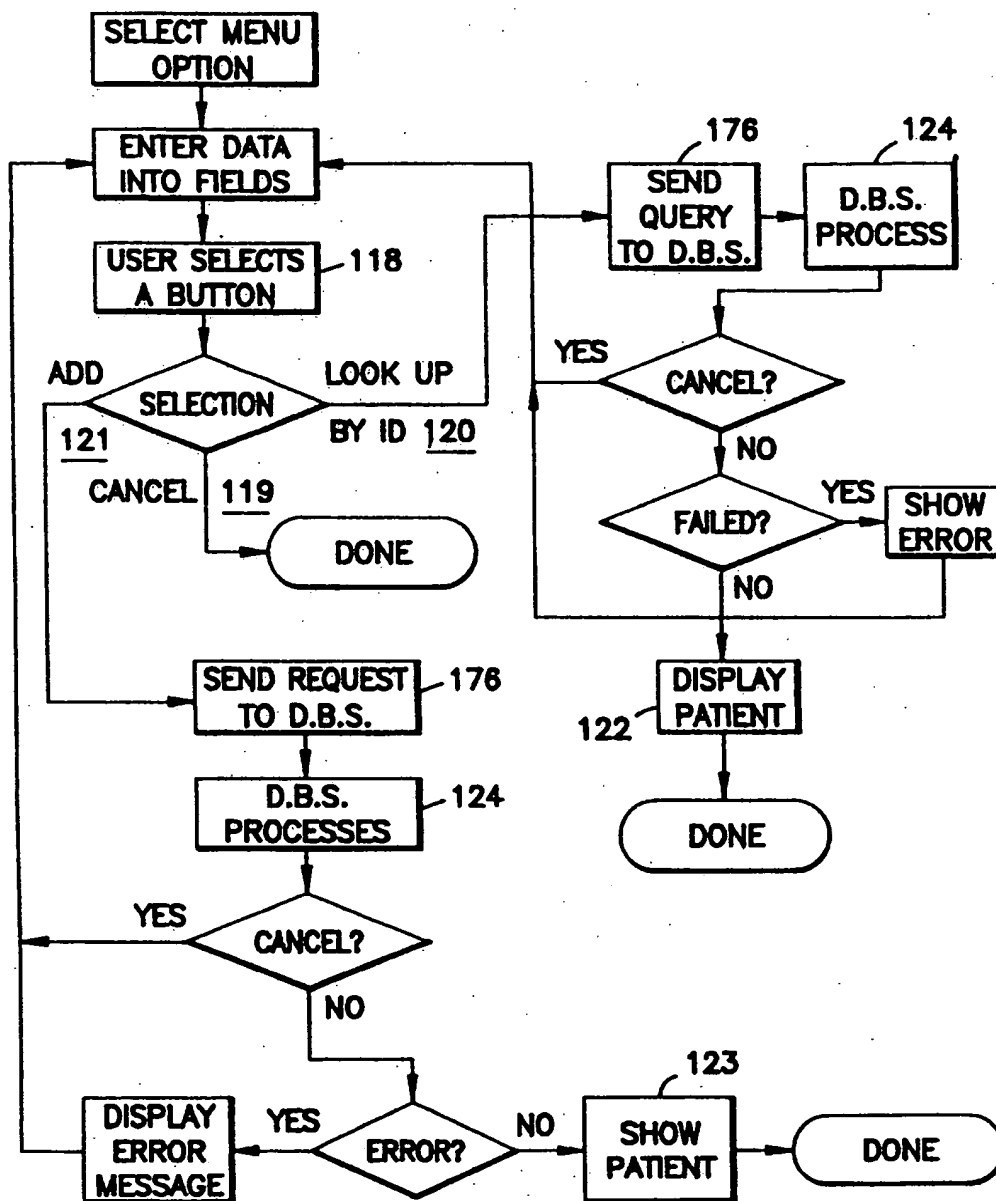 SELECT MENU
OPTION
ENTER DATA
INTO FIELDS
USER SELECTS
A BUTTON
118
SELECTION
ADD
121
CANCEL 119
DONE
LOOK UP
BY ID 120
176
SEND
QUERY
TO D.B.S.
124
D.B.S.
PROCESS
YES
CANCEL?
NO
FAILED?
YES
SHOW
ERROR
NO
DISPLAY
PATIENT
122
DONE
SEND REQUEST
TO D.B.S.
176
D.B.S.
PROCESSES
124
YES
CANCEL?
NO
DISPLAY
ERROR
MESSAGE
YES
ERROR?
NO
123
SHOW
PATIENT
DONE